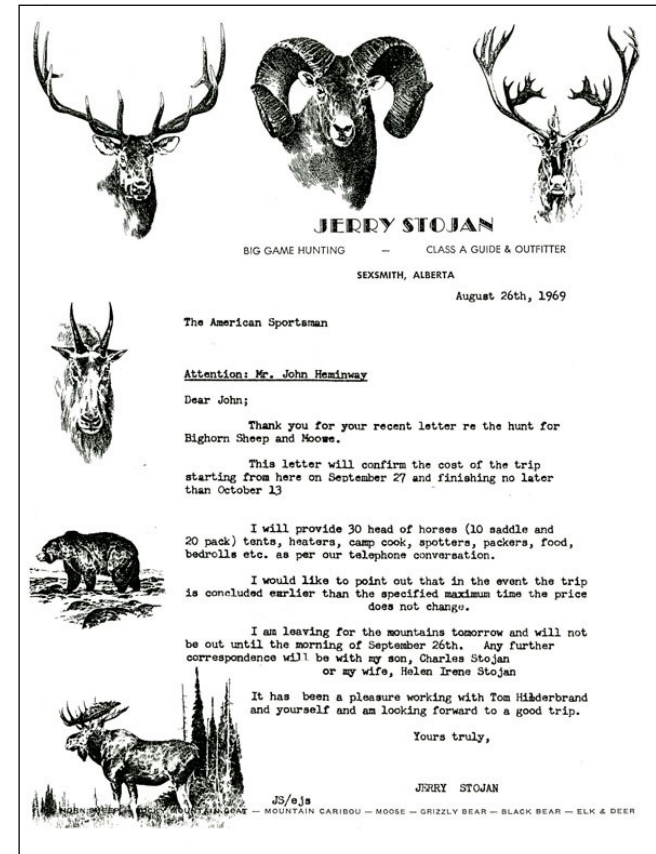 JERRY STOJAN
BIG GAME HUNTING — CLASS A GUIDE & OUTFITTER
SEXSMITH, ALBERTA
August 26th, 1969
The American Sportsman
Attention: Mr. John Heminway
Dear John;
Thank you for your recent letter re the hunt for
Bighorn Sheep and Moose.
This letter will confirm the cost of the trip
starting from here on September 27 and finishing no later
than October 13
I will provide 30 head of horses (10 saddle and
20 pack) tents, heaters, camp cook, spotters, packers, food,
bedrolls etc. as per our telephone conversation.
I would like to point out that in the event the trip
is concluded earlier than the specified maximum time the price
does not change.
I am leaving for the mountains tomorrow and will not
be out until the morning of September 26th. Any further
correspondence will be with my son, Charles Stojan
or my wife, Helen Irene Stojan
It has been a pleasure working with Tom Hilderbrand
and yourself and am looking forward to a good trip.
Yours truly,
JERRY STOJAN
JS/ejs
HORN SHEEP — ROCKY MOUNTAIN GOAT — MOUNTAIN CARIBOU — MOOSE — GRIZZLY BEAR — BLACK BEAR — ELK & DEER